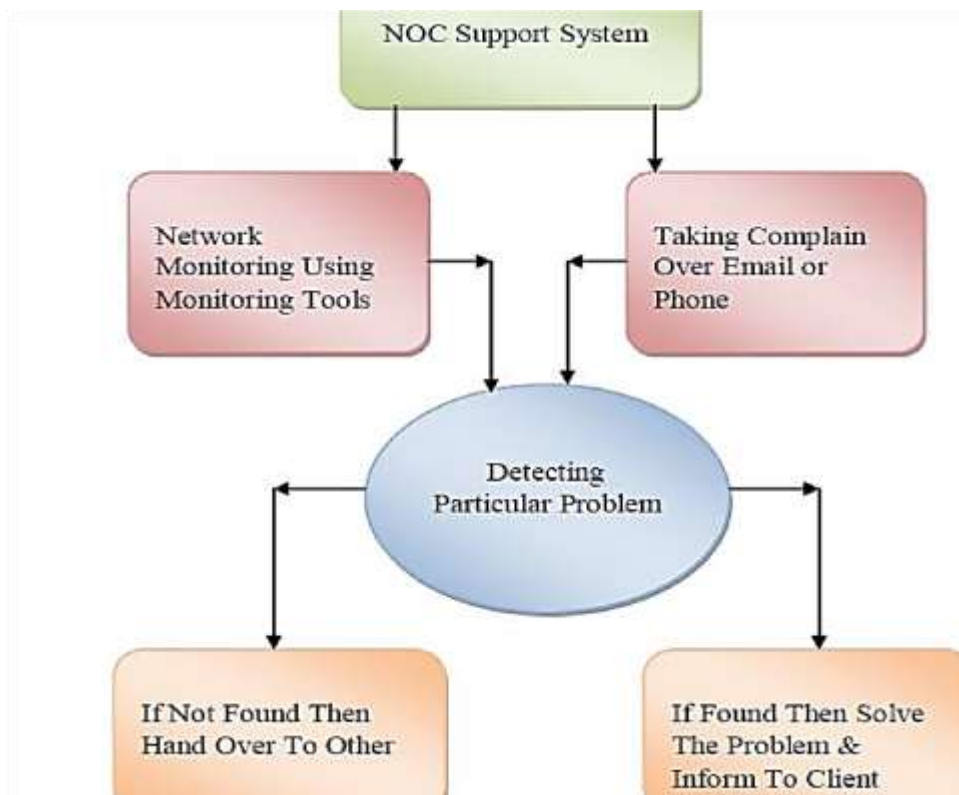 NOC Support System
Network
Monitoring Using
Monitoring Tools
Taking Complain
Over Email or
Phone
Detecting
Particular Problem
If Not Found Then
Hand Over To Other
If Found Then Solve
The Problem &
Inform To Client